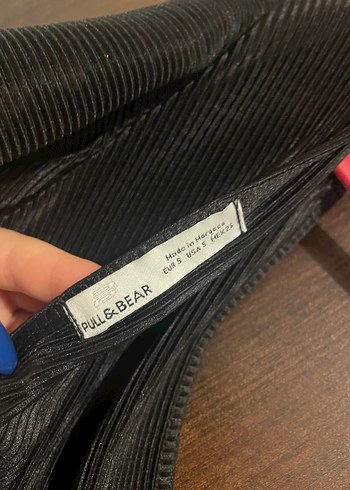 PULL&BEAR
Made in Morocco
EUR S USA S MEX 26